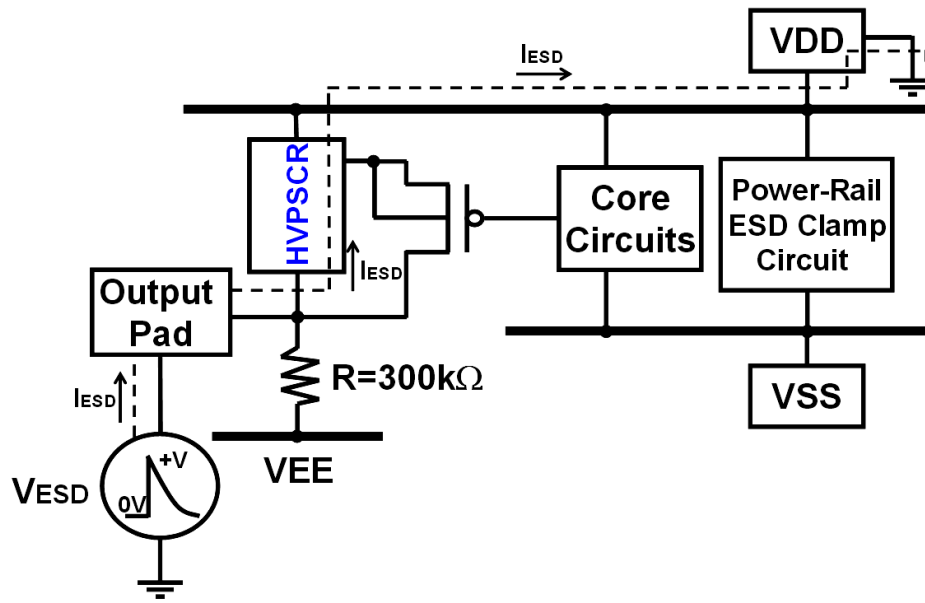 IESD
VDD
HVPSCR
IESD
Core
Circuits
Power-Rail
ESD Clamp
Circuit
Output
Pad
R=300kΩ
VSS
IESD
VEE
VESD
+V
0V